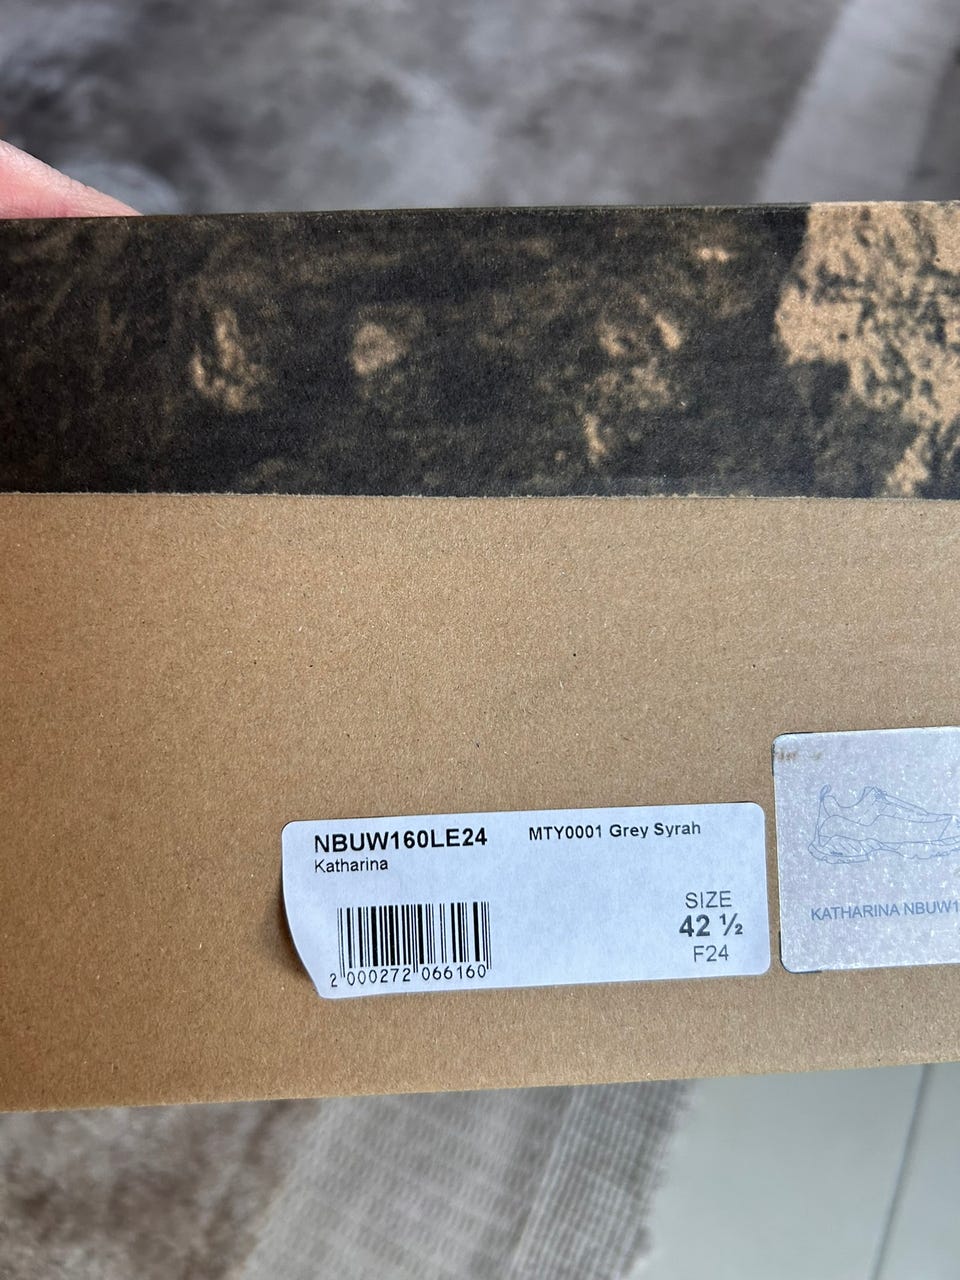 NBUW160LE24 MTY0001 Grey Syrah
Katharina
SIZE
42 ½
F24
2 000272 066160
KATHARINA NBUW1